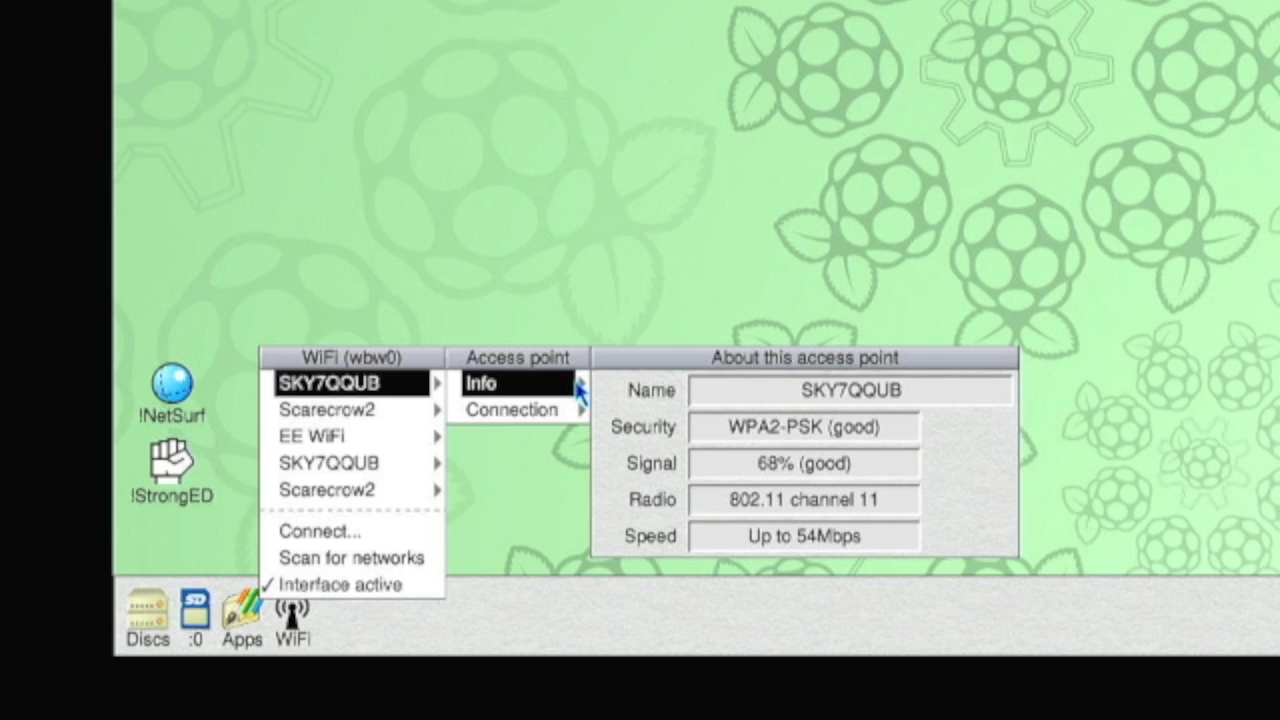 WiFi (wbw0)
SKY7QQUB
Scarecrow2
EE WiFi
SKY7QQUB
Scarecrow2
Connect...
Scan for networks
✓ Interface active
Access point
Info
Connection
About this access point
Name SKY7QQUB
Security WPA2-PSK (good)
Signal 68% (good)
Radio 802.11 channel 11
Speed Up to 54Mbps
!NetSurf
!StrongED
SD
Discs :0 Apps WiFi